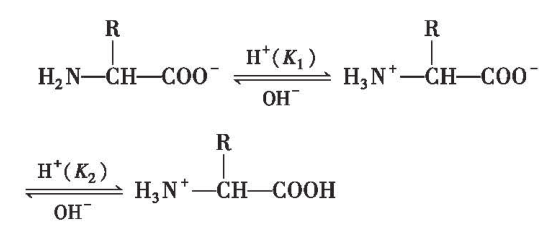 R R
H₂N—CH—COO⁻ H⁺(K₁) H₃N⁺—CH—COO⁻
OH⁻
R
H⁺(K₂) H₃N⁺—CH—COOH
OH⁻